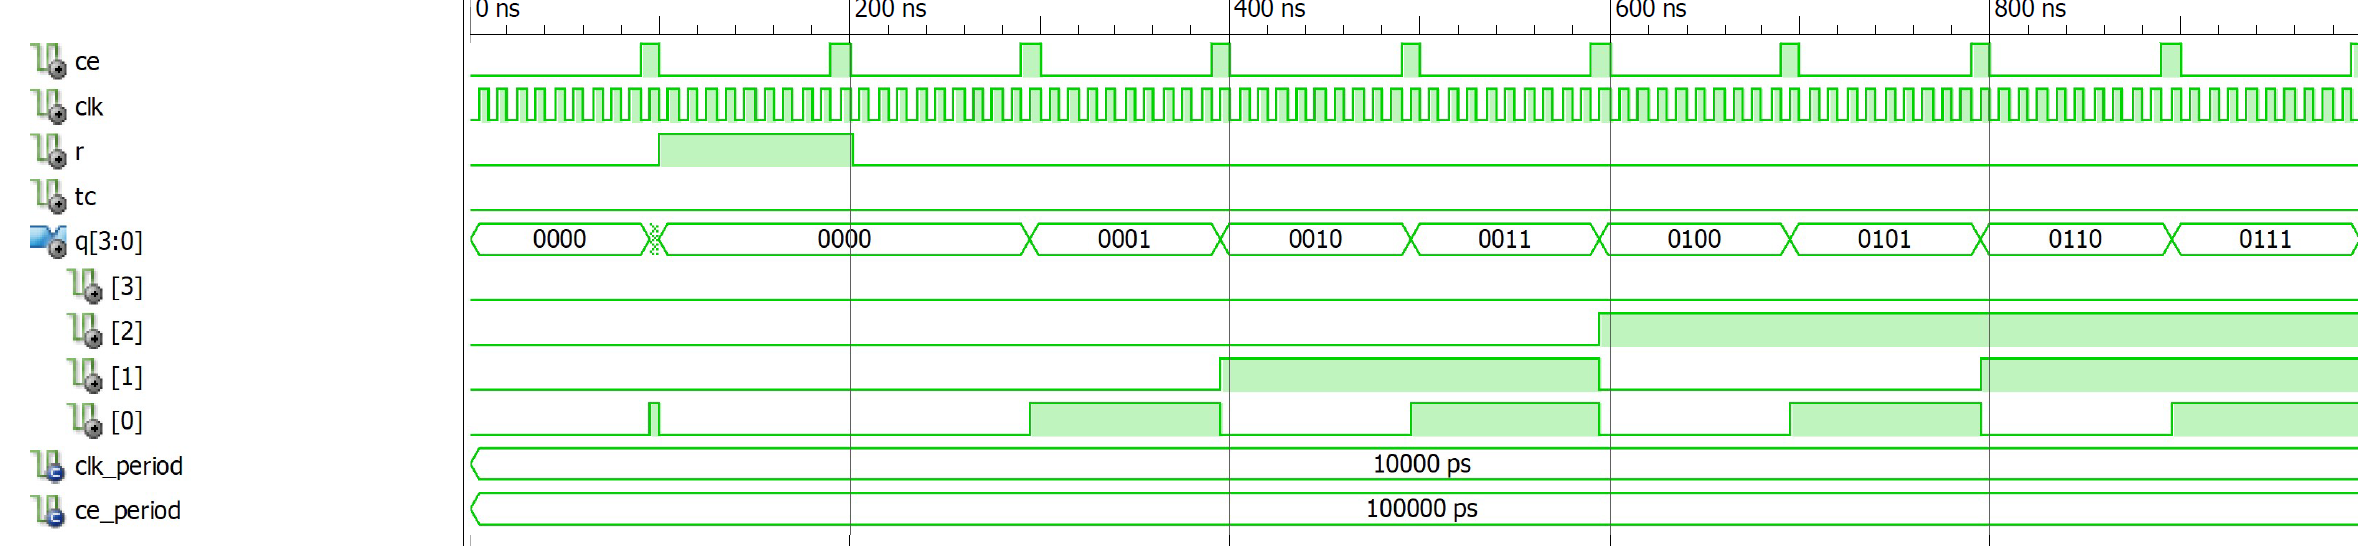 0 ns 200 ns 400 ns 600 ns 800 ns
ce
clk
r
tc
q[3:0] 0000 0000 0001 0010 0011 0100 0101 0110 0111
[3]
[2]
[1]
[0]
clk_period 10000 ps
ce_period 100000 ps